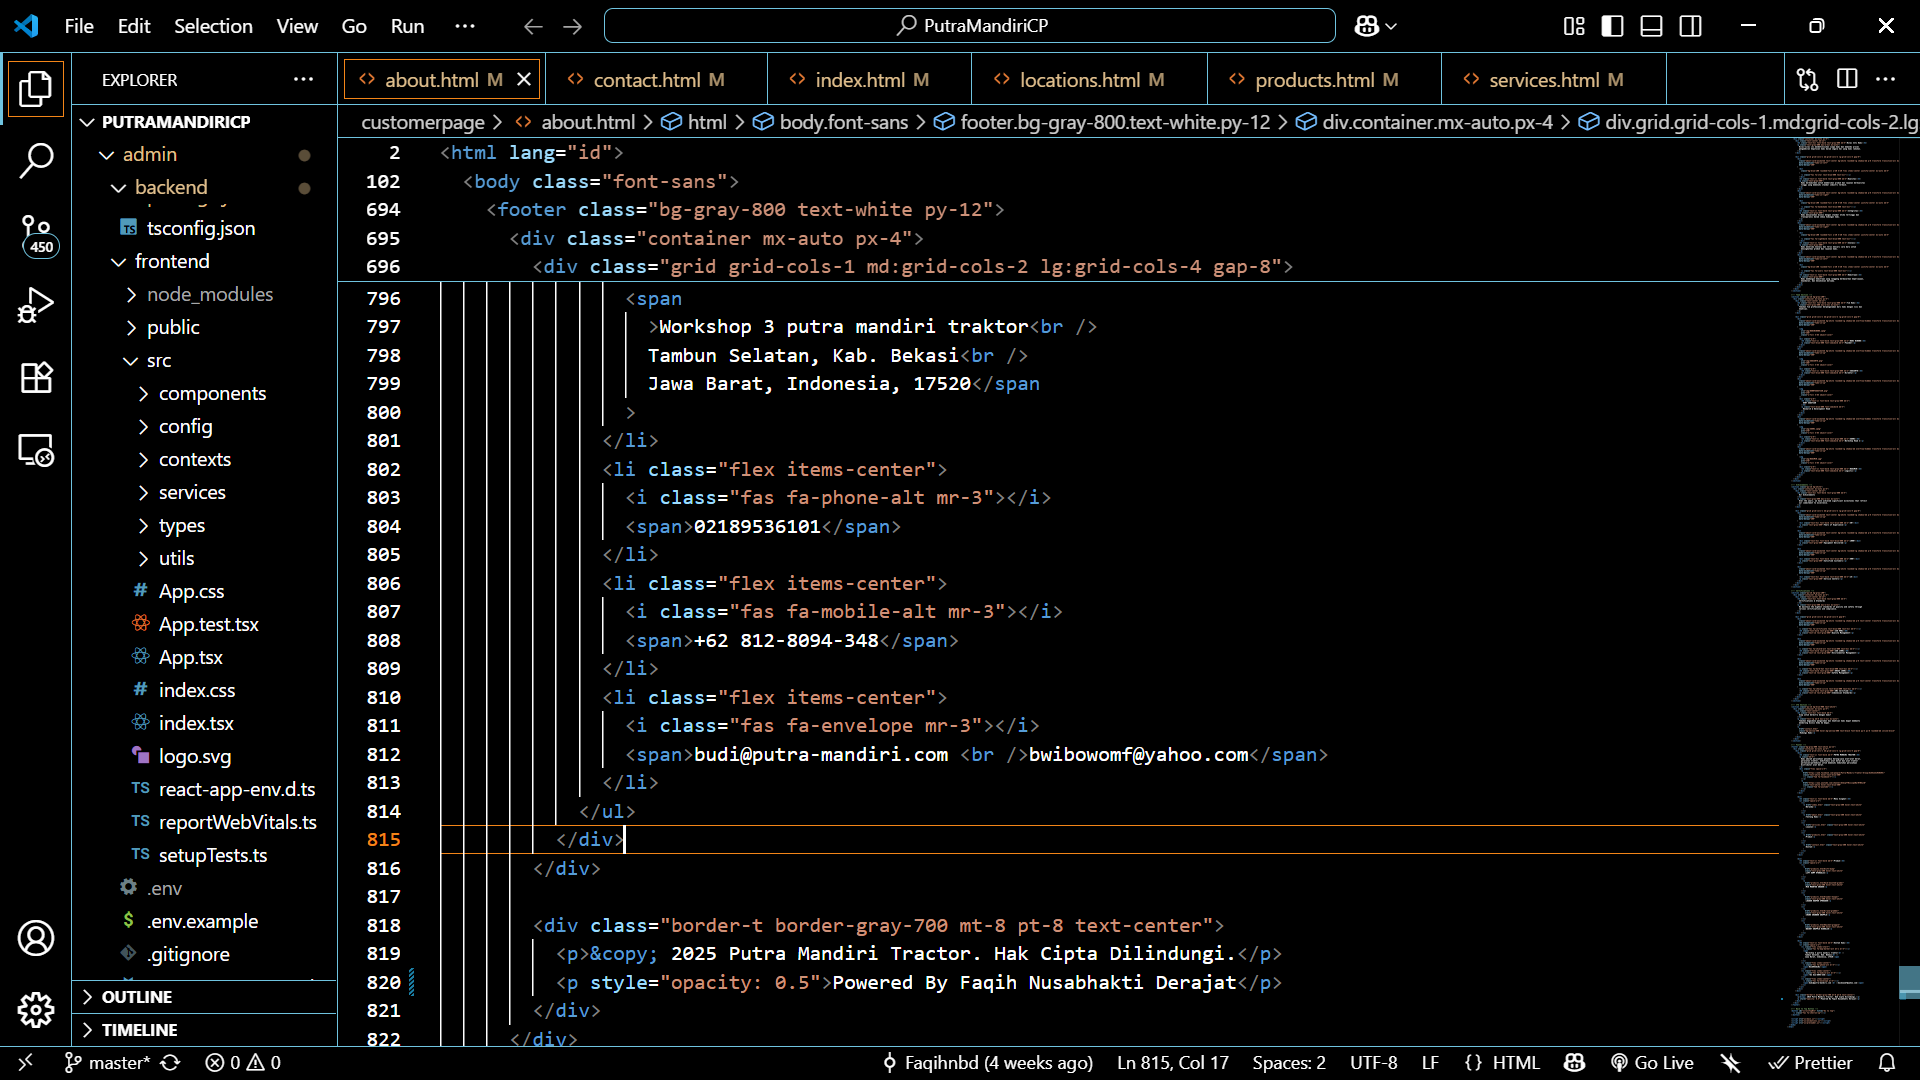 File Edit Selection View Go Run ··· PutraMandiriCP
EXPLORER ···
about.html M
contact.html M
index.html M
locations.html M
products.html M
services.html M
customerpage > about.html > html > body.font-sans > footer.bg-gray-800.text-white.py-12 > div.container.mx-auto.px-4 > div.grid.grid-cols-1.md:grid-cols-2.lg
450
PUTRAMANDIRICP
admin
backend
tsconfig.json
frontend
node_modules
public
src
components
config
contexts
services
types
utils
App.css
App.test.tsx
App.tsx
index.css
index.tsx
logo.svg
TS react-app-env.d.ts
TS reportWebVitals.ts
TS setupTests.ts
.env
.env.example
.gitignore
OUTLINE
TIMELINE
2 <html lang="id">
102 <body class="font-sans">
694 <footer class="bg-gray-800 text-white py-12">
695 <div class="container mx-auto px-4">
696 <div class="grid grid-cols-1 md:grid-cols-2 lg:grid-cols-4 gap-8">
796 <span
797 >Workshop 3 putra mandiri traktor<br />
798 Tambun Selatan, Kab. Bekasi<br />
799 Jawa Barat, Indonesia, 17520</span
800 >
801 </li>
802 <li class="flex items-center">
803 <i class="fas fa-phone-alt mr-3"></i>
804 <span>02189536101</span>
805 </li>
806 <li class="flex items-center">
807 <i class="fas fa-mobile-alt mr-3"></i>
808 <span>+62 812-8094-348</span>
809 </li>
810 <li class="flex items-center">
811 <i class="fas fa-envelope mr-3"></i>
812 <span>budi@putra-mandiri.com <br />bwibowomf@yahoo.com</span>
813 </li>
814 </ul>
815 </div>
816 </div>
817
818 <div class="border-t border-gray-700 mt-8 pt-8 text-center">
819 <p>&copy; 2025 Putra Mandiri Tractor. Hak Cipta Dilindungi.</p>
820 <p style="opacity: 0.5">Powered By Faqih Nusabhakti Derajat</p>
821 </div>
822 </div>
master* 0 0 Faqihnbd (4 weeks ago) Ln 815, Col 17 Spaces: 2 UTF-8 LF {} HTML Go Live Prettier